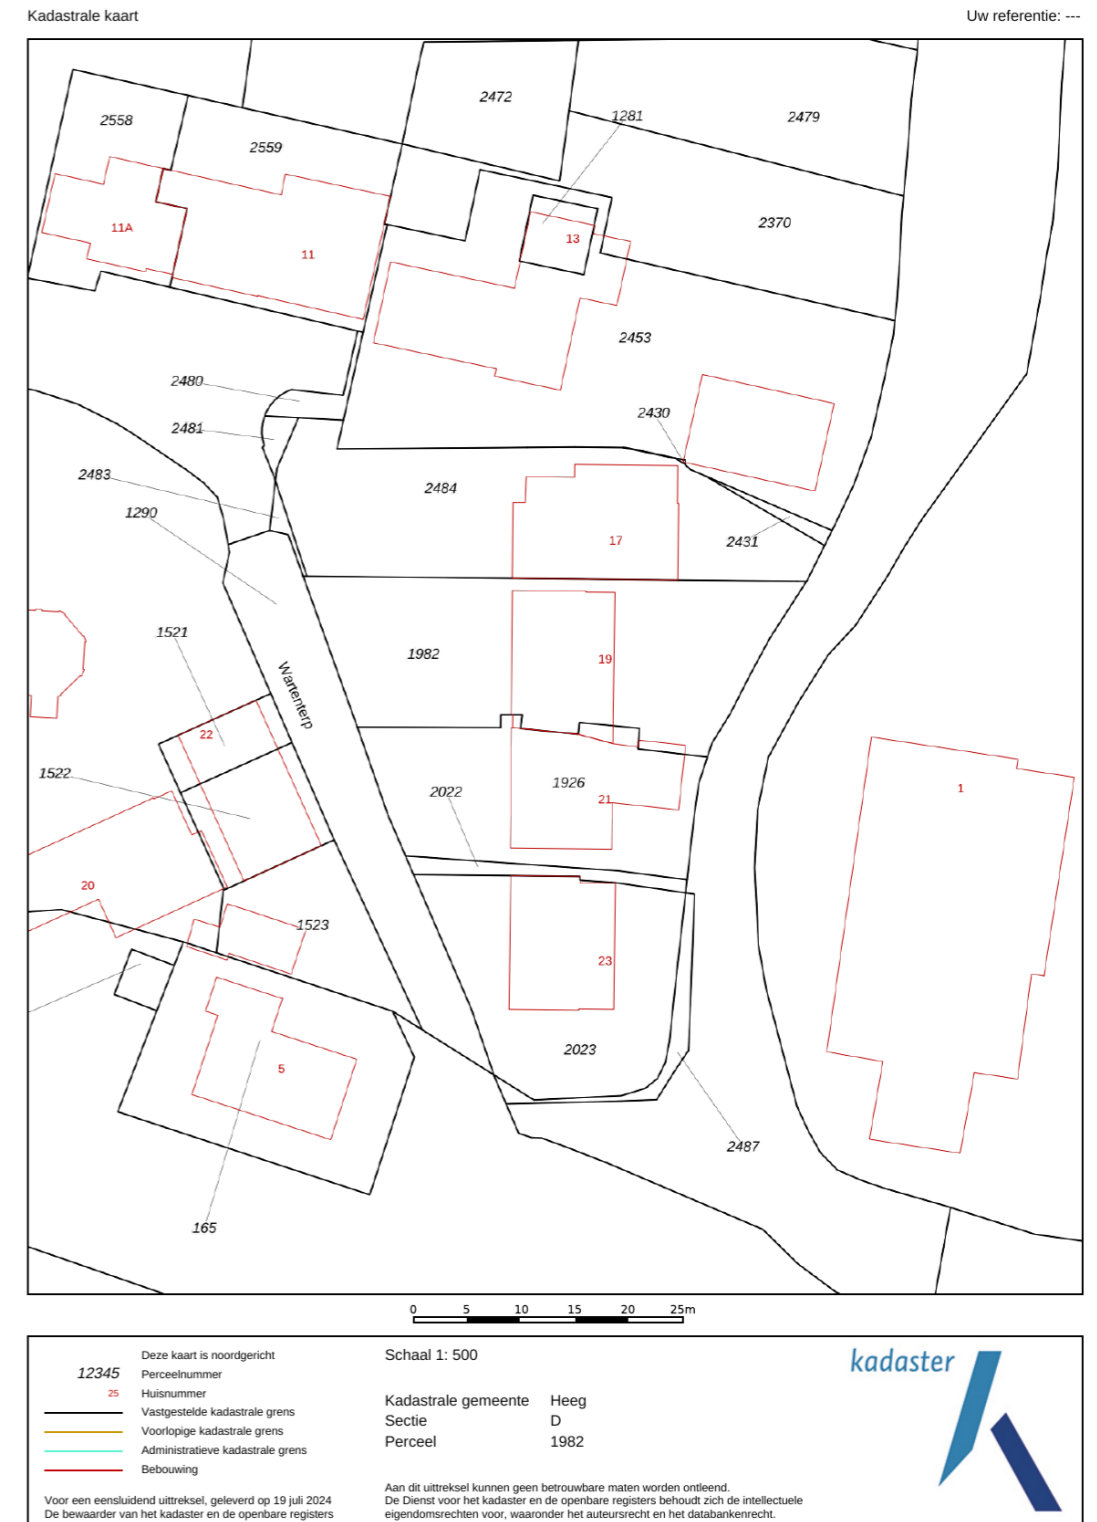 Kadastrale kaart
Uw referentie: ---
2472
2479
1281
2558
2559
11A
11
13
2370
2453
2480
2481
2430
2483
2484
1290
17
2431
1521
1982
19
Wartenterp
22
1522
2022
1926
21
1
20
1523
23
2023
5
2487
165
0 5 10 15 20 25m
Deze kaart is noordgericht
12345 Perceelnummer
25 Huisnummer
Vastgestelde kadastrale grens
Voorlopige kadastrale grens
Administratieve kadastrale grens
Bebouwing
Voor een eensluidend uittreksel, geleverd op 19 juli 2024
De bewaarder van het kadaster en de openbare registers
Schaal 1: 500
Kadastrale gemeente Heeg
Sectie D
Perceel 1982
Aan dit uittreksel kunnen geen betrouwbare maten worden ontleend.
De Dienst voor het kadaster en de openbare registers behoudt zich de intellectuele
eigendomsrechten voor, waaronder het auteursrecht en het databankenrecht.
kadaster